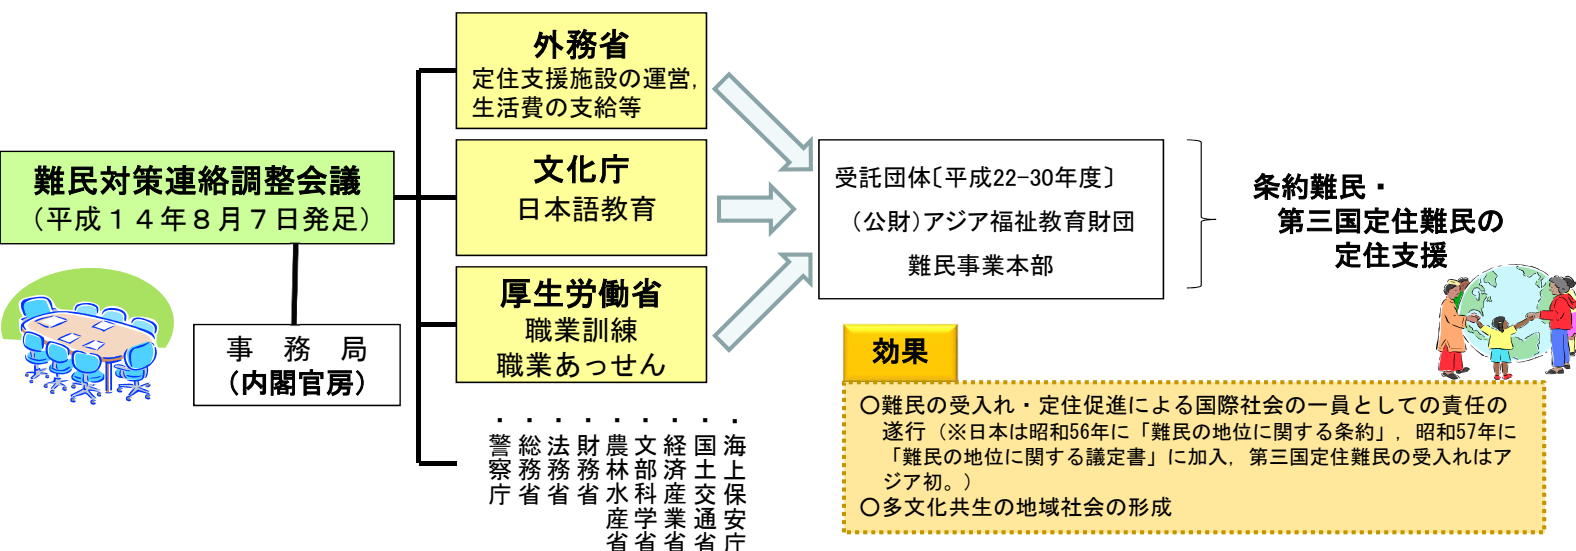 難民対策連絡調整会議
（平成１４年８月７日発足）
事　務　局
（内閣官房）
外務省
定住支援施設の運営，
生活費の支給等
文化庁
日本語教育
厚生労働省
職業訓練
職業あっせん
・警察庁
・総務省
・法務省
・財務省
・農林水産省
・文部科学省
・経済産業省
・国土交通省
・海上保安庁
受託団体〔平成22-30年度〕
（公財）アジア福祉教育財団
難民事業本部
条約難民・
第三国定住難民の
定住支援
効果
○難民の受入れ・定住促進による国際社会の一員としての責任の
遂行（※日本は昭和56年に「難民の地位に関する条約」，昭和57年に
「難民の地位に関する議定書」に加入，第三国定住難民の受入れはア
ジア初。）
○多文化共生の地域社会の形成